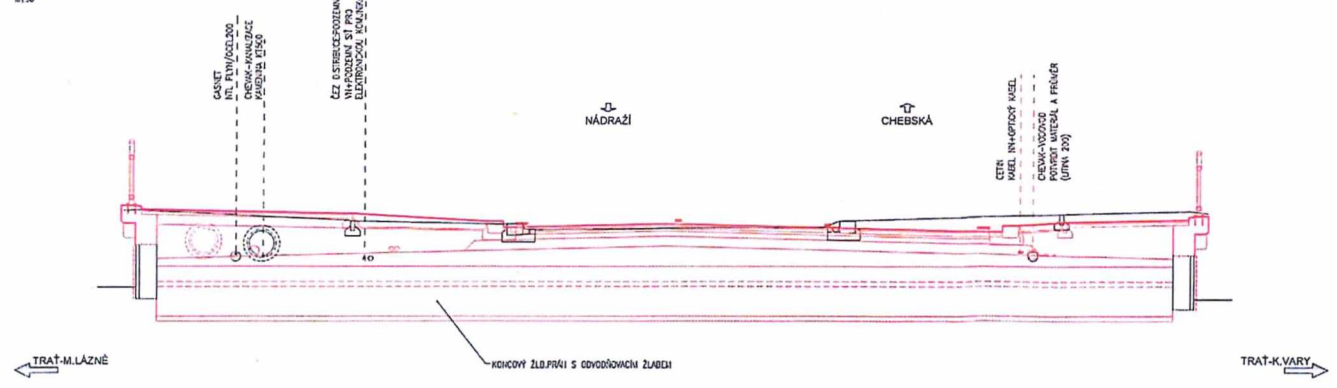 GASNET
NTL PLYN/OCEL200
CHEVAK-KANALIZACE
KAMENINA KT500
ČEZ DISTRIBUCE-PODZEMNÍ
VN+PODZEMNÍ SÍŤ PRO
ELEKTRONICKOU KOMUNIK
NÁDRAŽÍ
CHEBSKÁ
CETIN
KABEL NN+OPTICKÝ KABEL
CHEVAK-VODOVOD
POTVRDIT MATERIÁL A PRŮMĚR
(LITINA 200)
KONCOVÝ ŽLB.PRÁH S ODVODŇOVACÍM ŽLABEM
TRAŤ-M.LÁZNĚ
TRAŤ-K.VARY